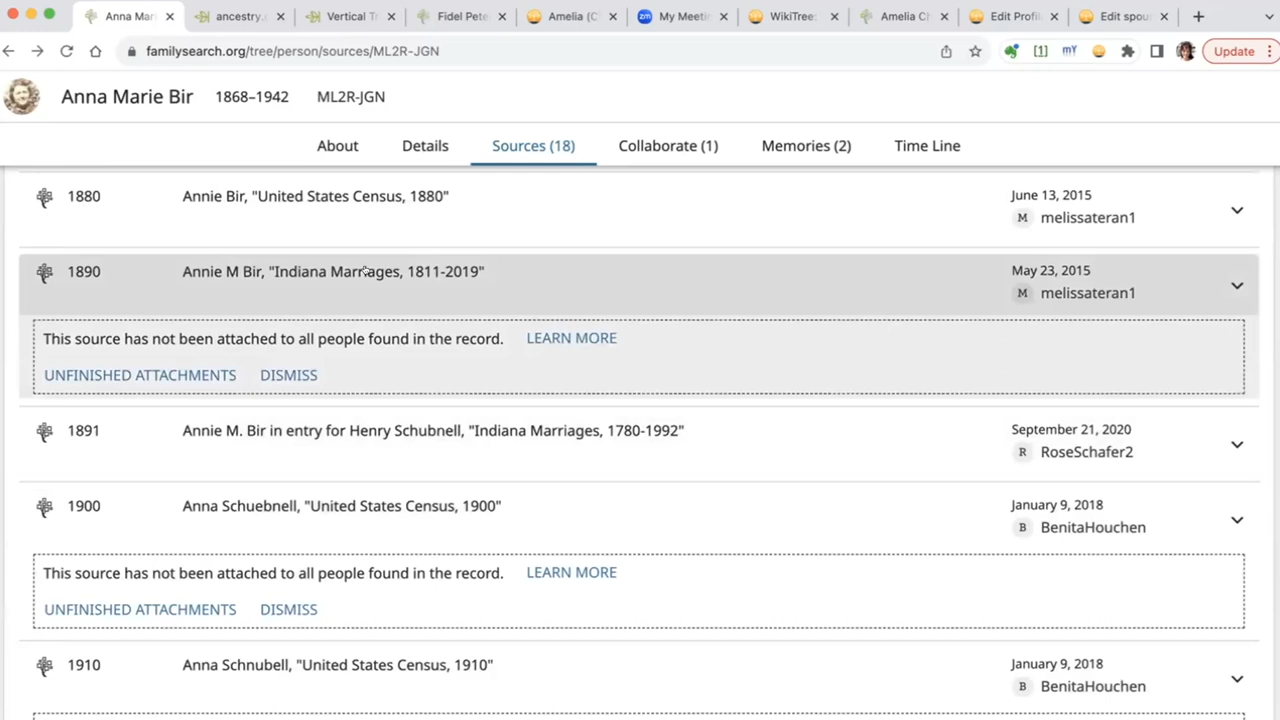 Anna Mar
ancestry.
Vertical T
Fidel Pete
Amelia (C
zm
My Meetin
WikiTree:
Amelia Ch
Edit Profil
Edit spou
familysearch.org/tree/person/sources/ML2R-JGN
[1]
mY
Update
Anna Marie Bir 1868–1942 ML2R-JGN
About Details Sources (18) Collaborate (1) Memories (2) Time Line
1880 Annie Bir, "United States Census, 1880" June 13, 2015
M melissateran1
1890 Annie M Bir, "Indiana Marriages, 1811-2019" May 23, 2015
M melissateran1
This source has not been attached to all people found in the record. LEARN MORE
UNFINISHED ATTACHMENTS DISMISS
1891 Annie M. Bir in entry for Henry Schubnell, "Indiana Marriages, 1780-1992" September 21, 2020
R RoseSchafer2
1900 Anna Schuebnell, "United States Census, 1900" January 9, 2018
B BenitaHouchen
This source has not been attached to all people found in the record. LEARN MORE
UNFINISHED ATTACHMENTS DISMISS
1910 Anna Schnubell, "United States Census, 1910" January 9, 2018
B BenitaHouchen